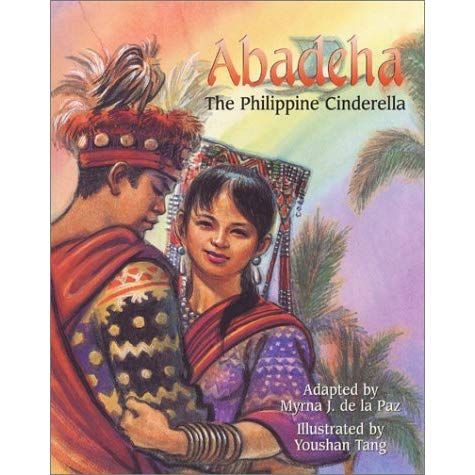 Abadeha
The Philippine Cinderella
Adapted by
Myrna J. de la Paz
Illustrated by
Youshan Tang